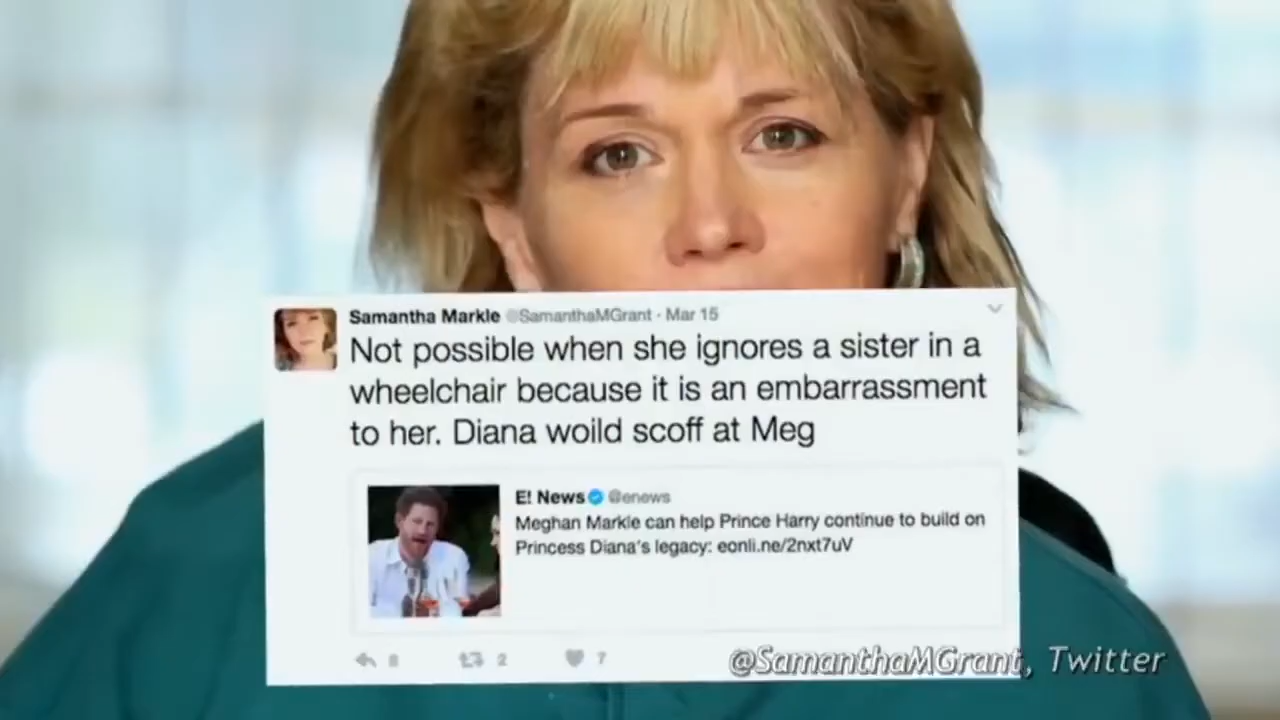 Samantha Markle @SamanthaMGrant · Mar 15
Not possible when she ignores a sister in a
wheelchair because it is an embarrassment
to her. Diana woild scoff at Meg
E! News @enews
Meghan Markle can help Prince Harry continue to build on
Princess Diana's legacy: eonli.ne/2nxt7uV
8 2 7
@SamanthaMGrant, Twitter